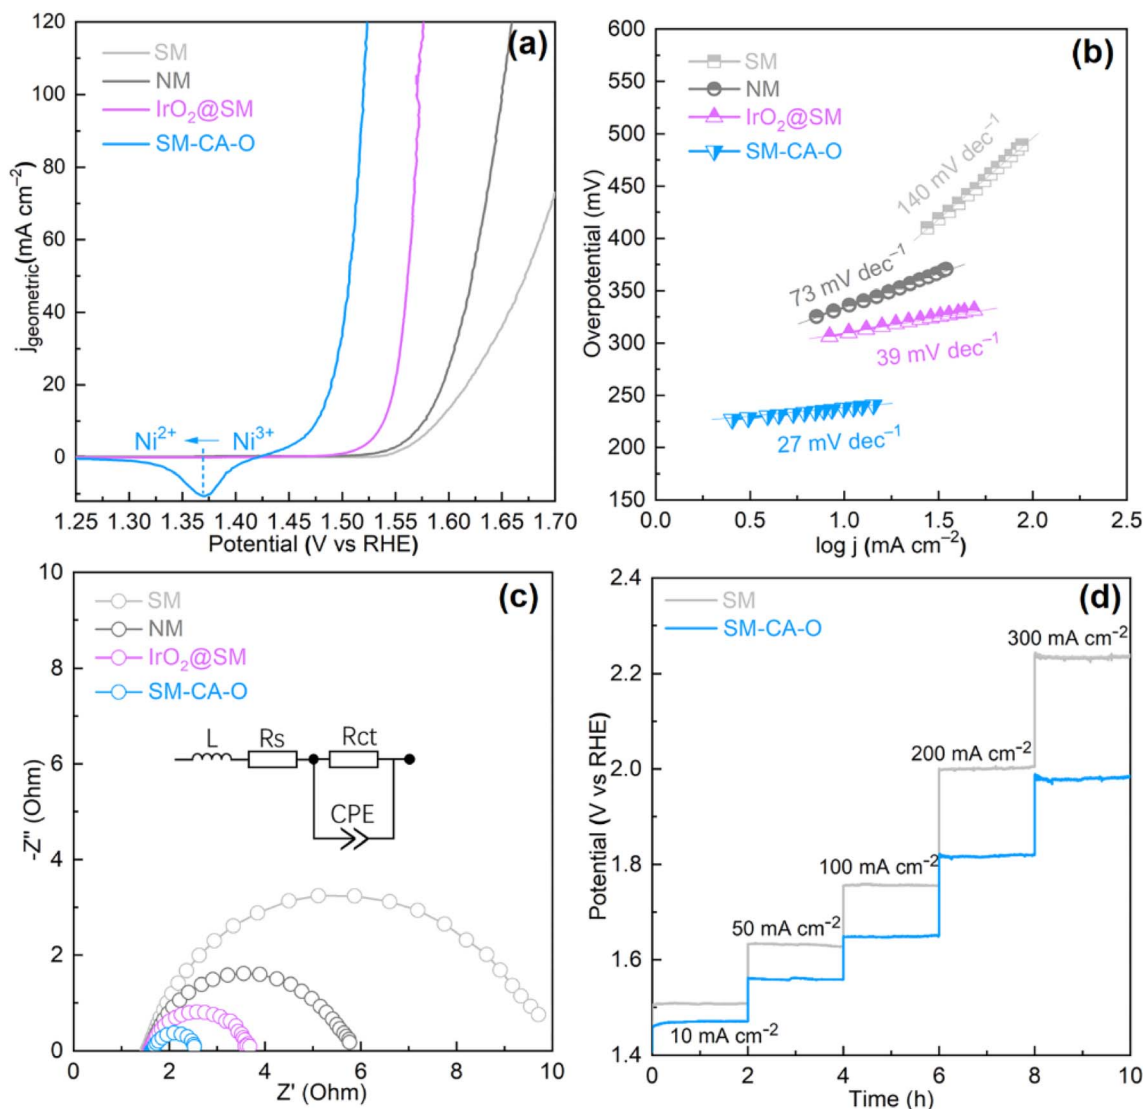 (a)
SM
NM
IrO₂@SM
SM-CA-O
Ni²⁺
Ni³⁺
120
100
80
60
40
20
0
j_geometric(mA cm⁻²)
1.25 1.30 1.35 1.40 1.45 1.50 1.55 1.60 1.65 1.70
Potential (V vs RHE)
(b)
SM
NM
IrO₂@SM
SM-CA-O
140 mV dec⁻¹
73 mV dec⁻¹
39 mV dec⁻¹
27 mV dec⁻¹
600
550
500
450
400
350
300
250
200
150
Overpotential (mV)
0.0 0.5 1.0 1.5 2.0 2.5
log j (mA cm⁻²)
(c)
SM
NM
IrO₂@SM
SM-CA-O
L Rs Rct
CPE
10
8
6
4
2
0
-Z'' (Ohm)
2 4 6 8 10
Z' (Ohm)
(d)
SM
SM-CA-O
10 mA cm⁻²
50 mA cm⁻²
100 mA cm⁻²
200 mA cm⁻²
300 mA cm⁻²
2.4
2.2
2.0
1.8
1.6
1.4
Potential (V vs RHE)
0 2 4 6 8 10
Time (h)